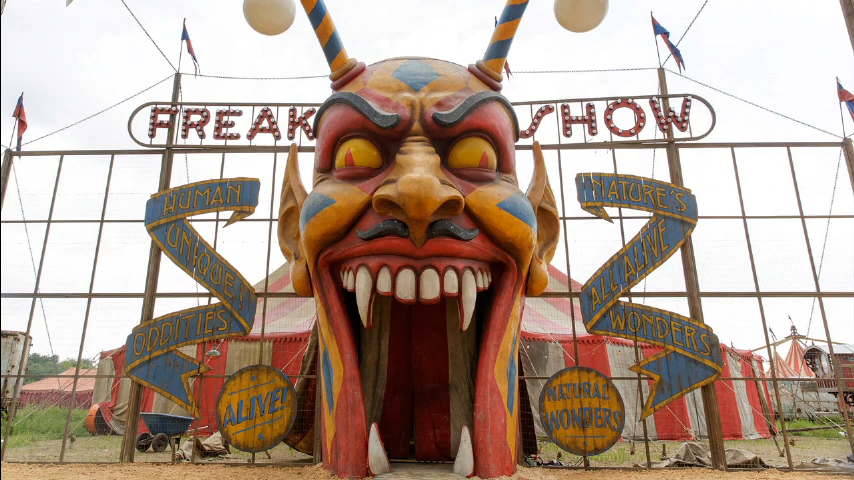 FREAK SHOW
HUMAN
UNIQUE!
ODDITIES
NATURE'S
ALL ALIVE
WONDERS
ALIVE!
NATURAL
WONDERS